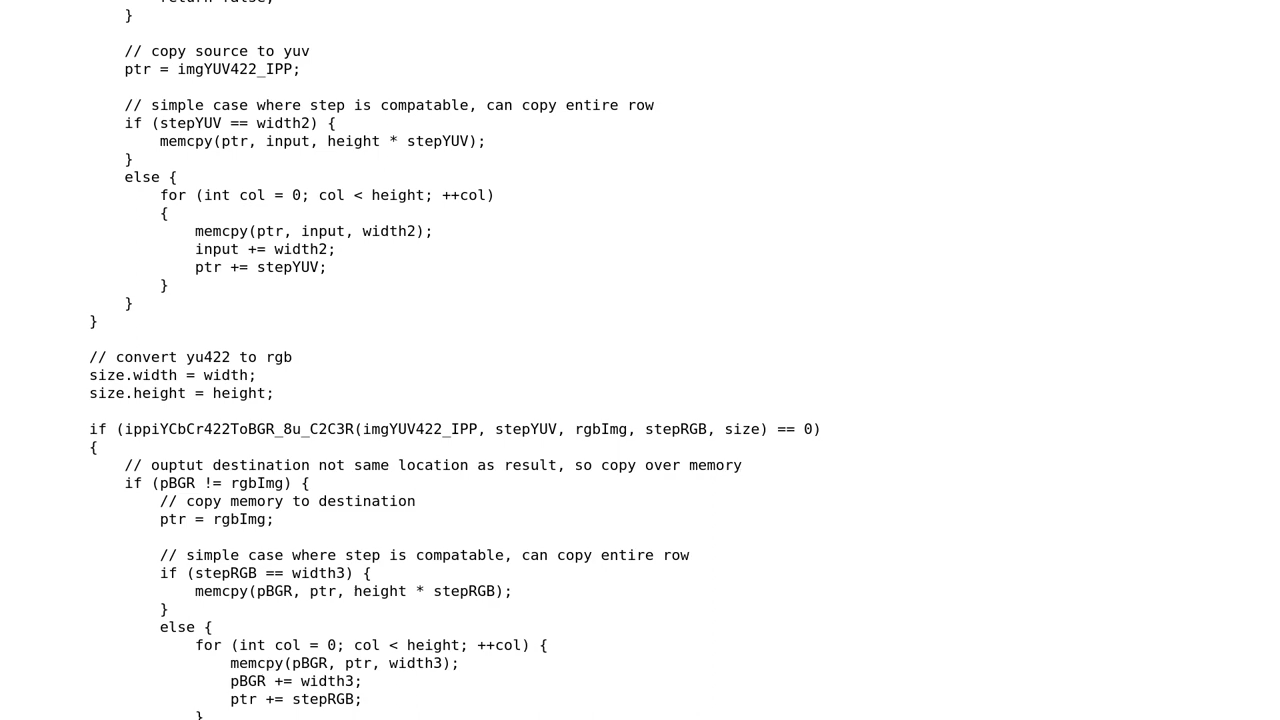 return false;
}
// copy source to yuv
ptr = imgYUV422_IPP;
// simple case where step is compatable, can copy entire row
if (stepYUV == width2) {
memcpy(ptr, input, height * stepYUV);
}
else {
for (int col = 0; col < height; ++col)
{
memcpy(ptr, input, width2);
input += width2;
ptr += stepYUV;
}
}
}
// convert yu422 to rgb
size.width = width;
size.height = height;
if (ippiYCbCr422ToBGR_8u_C2C3R(imgYUV422_IPP, stepYUV, rgbImg, stepRGB, size) == 0)
{
// ouptut destination not same location as result, so copy over memory
if (pBGR != rgbImg) {
// copy memory to destination
ptr = rgbImg;
// simple case where step is compatable, can copy entire row
if (stepRGB == width3) {
memcpy(pBGR, ptr, height * stepRGB);
}
else {
for (int col = 0; col < height; ++col) {
memcpy(pBGR, ptr, width3);
pBGR += width3;
ptr += stepRGB;
}